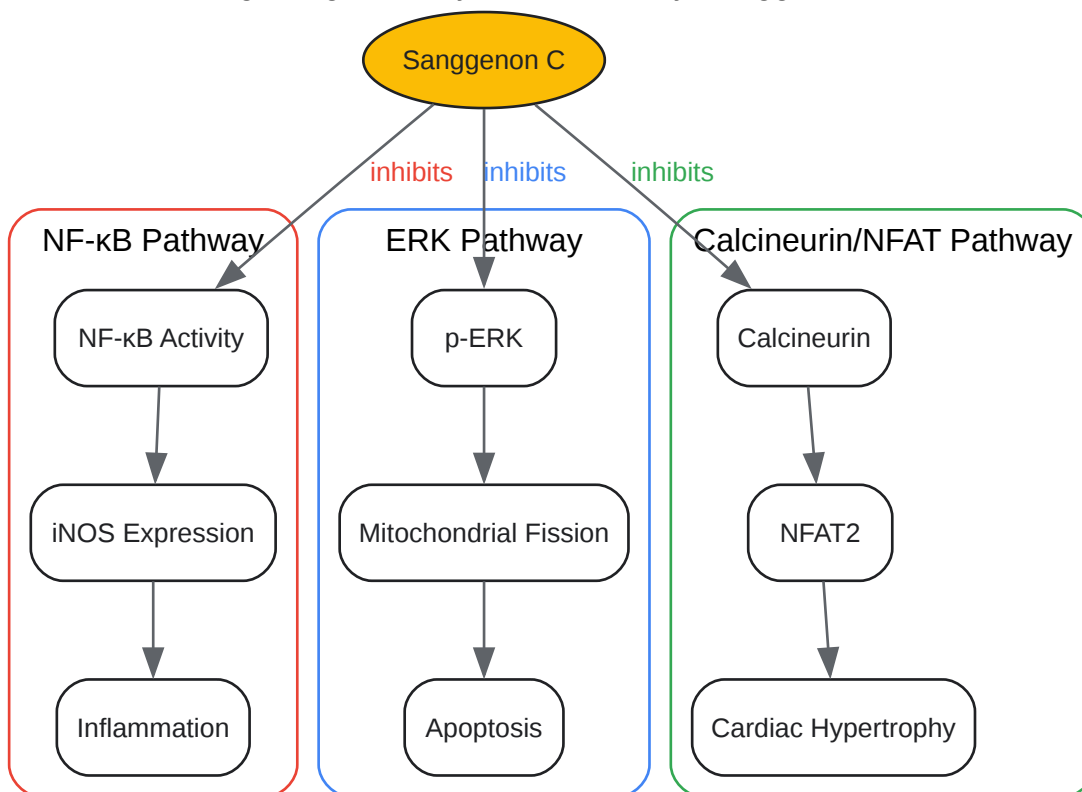 Sanggenon C
inhibits inhibits inhibits
NF-κB Pathway ERK Pathway Calcineurin/NFAT Pathway
NF-κB Activity p-ERK Calcineurin
iNOS Expression Mitochondrial Fission NFAT2
Inflammation Apoptosis Cardiac Hypertrophy